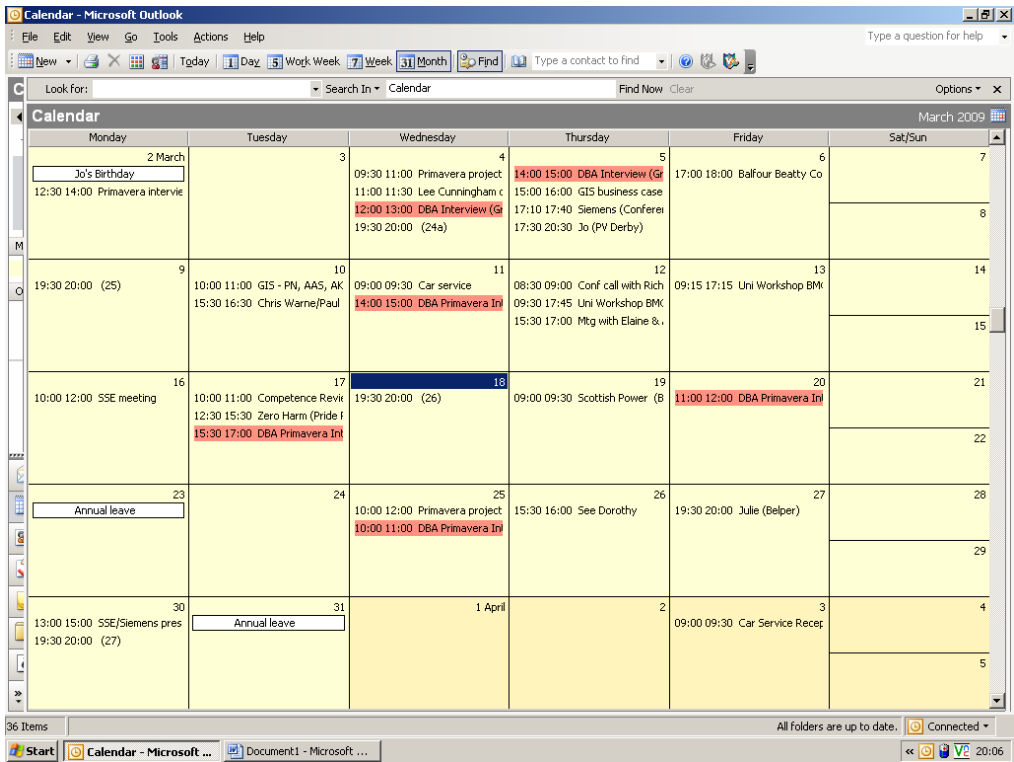 Calendar - Microsoft Outlook
File Edit View Go Tools Actions Help
Type a question for help
New Today 1 Day 5 Work Week 7 Week 31 Month Find Type a contact to find
Look for: Search In Calendar Find Now Clear Options
Calendar March 2009
Monday Tuesday Wednesday Thursday Friday Sat/Sun
2 March
Jo's Birthday
12:30 14:00 Primavera intervie
3
4
09:30 11:00 Primavera project
11:00 11:30 Lee Cunningham c
12:00 13:00 DBA Interview (Gr
19:30 20:00 (24a)
5
14:00 15:00 DBA Interview (Gr
15:00 16:00 GIS business case
17:10 17:40 Siemens (Conferen
17:30 20:30 Jo (PV Derby)
6
17:00 18:00 Balfour Beatty Co
7
8
9
19:30 20:00 (25)
10
10:00 11:00 GIS - PN, AAS, AK
15:30 16:30 Chris Warne/Paul
11
09:00 09:30 Car service
14:00 15:00 DBA Primavera Int
12
08:30 09:00 Conf call with Rich
09:30 17:45 Uni Workshop BMC
15:30 17:00 Mtg with Elaine &
13
09:15 17:15 Uni Workshop BMC
14
15
16
10:00 12:00 SSE meeting
17
10:00 11:00 Competence Revie
12:30 15:30 Zero Harm (Pride P
15:30 17:00 DBA Primavera Int
18
19:30 20:00 (26)
19
09:00 09:30 Scottish Power (B
20
11:00 12:00 DBA Primavera Int
21
22
23
Annual leave
24
25
10:00 12:00 Primavera project
10:00 11:00 DBA Primavera Int
26
15:30 16:00 See Dorothy
27
19:30 20:00 Julie (Belper)
28
29
30
13:00 15:00 SSE/Siemens pres
19:30 20:00 (27)
31
Annual leave
1 April
2
3
09:00 09:30 Car Service Recep
4
5
36 Items All folders are up to date. Connected
Start Calendar - Microsoft ... Document1 - Microsoft ... 20:06